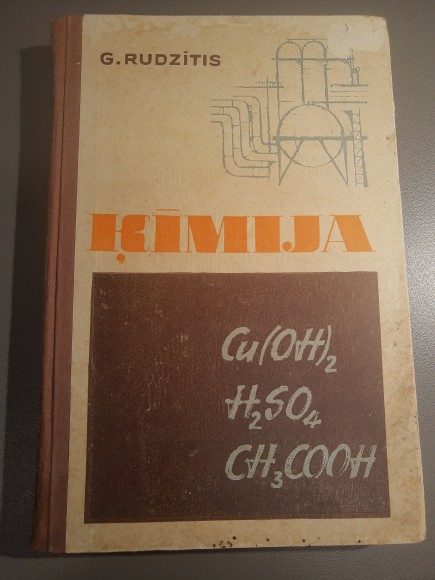 G. RUDZĪTIS
ĶĪMIJA
Cu(OH)₂
H₂SO₄
CH₃COOH